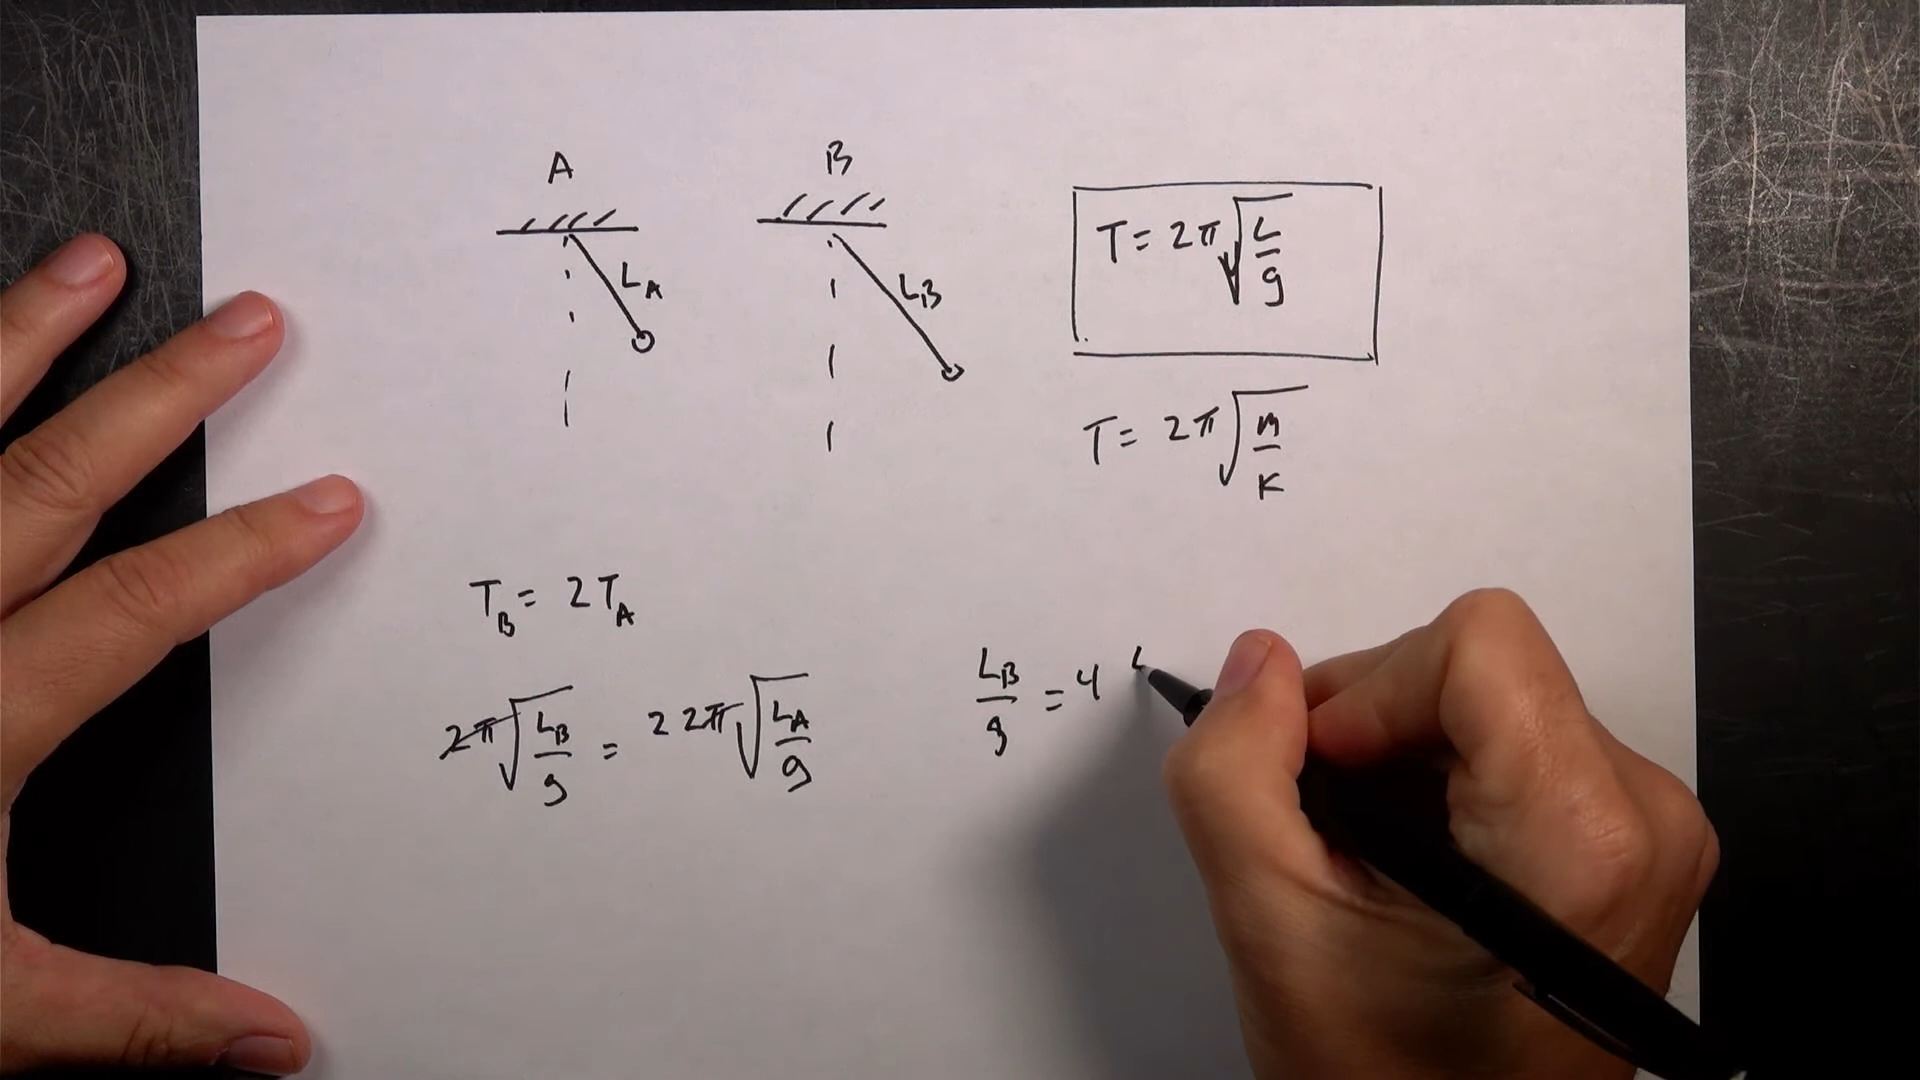 A
B
L_A
L_B
T = 2π√(L/g)
T = 2π√(m/k)
T_B = 2T_A
2π√(L_B/g) = 2 2π√(L_A/g)
L_B/g = 4